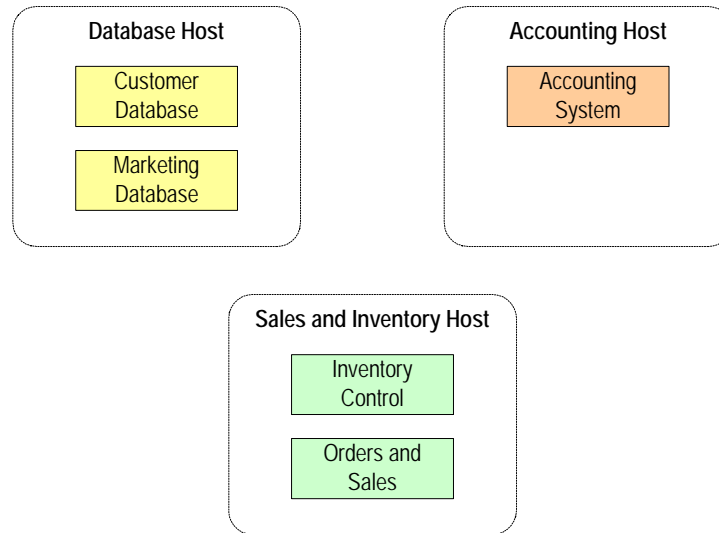 Database Host
Customer
Database
Marketing
Database
Accounting Host
Accounting
System
Sales and Inventory Host
Inventory
Control
Orders and
Sales